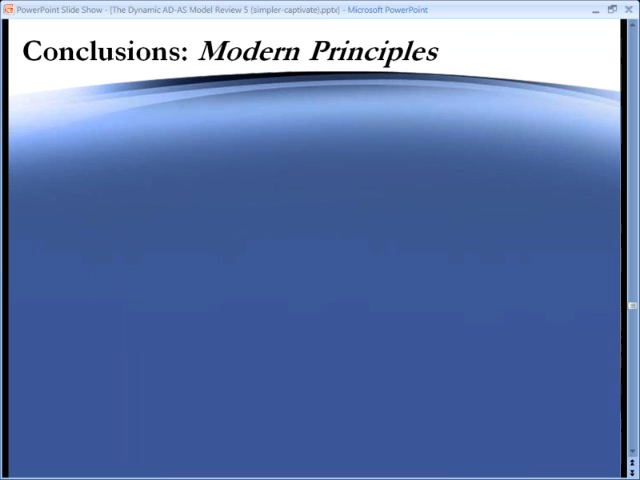 PowerPoint Slide Show - [The Dynamic AD-AS Model Review 5 (simpler-captivate).pptx] - Microsoft PowerPoint
Conclusions: Modern Principles